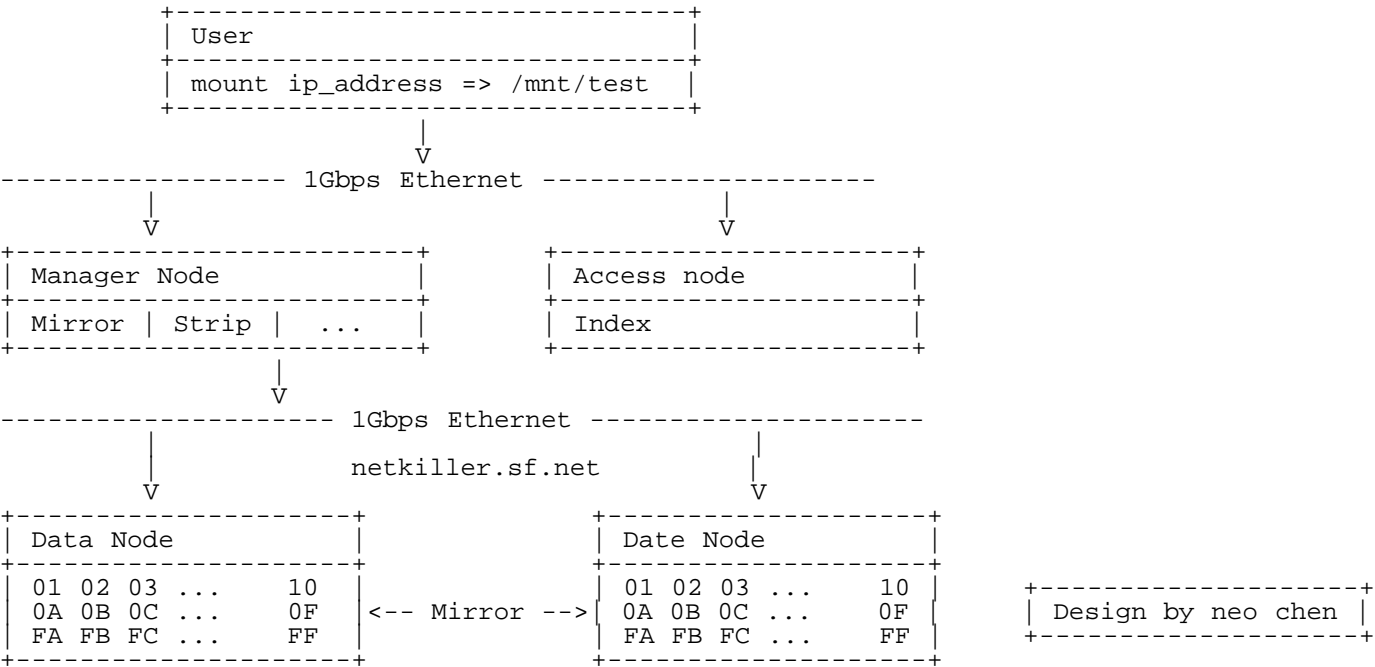 User
mount ip_address => /mnt/test
1Gbps Ethernet
Manager Node
Access node
Mirror | Strip | ...
Index
1Gbps Ethernet
netkiller.sf.net
Data Node
Date Node
01 02 03 ... 10
0A 0B 0C ... 0F
FA FB FC ... FF
<-- Mirror -->
01 02 03 ... 10
0A 0B 0C ... 0F
FA FB FC ... FF
Design by neo chen